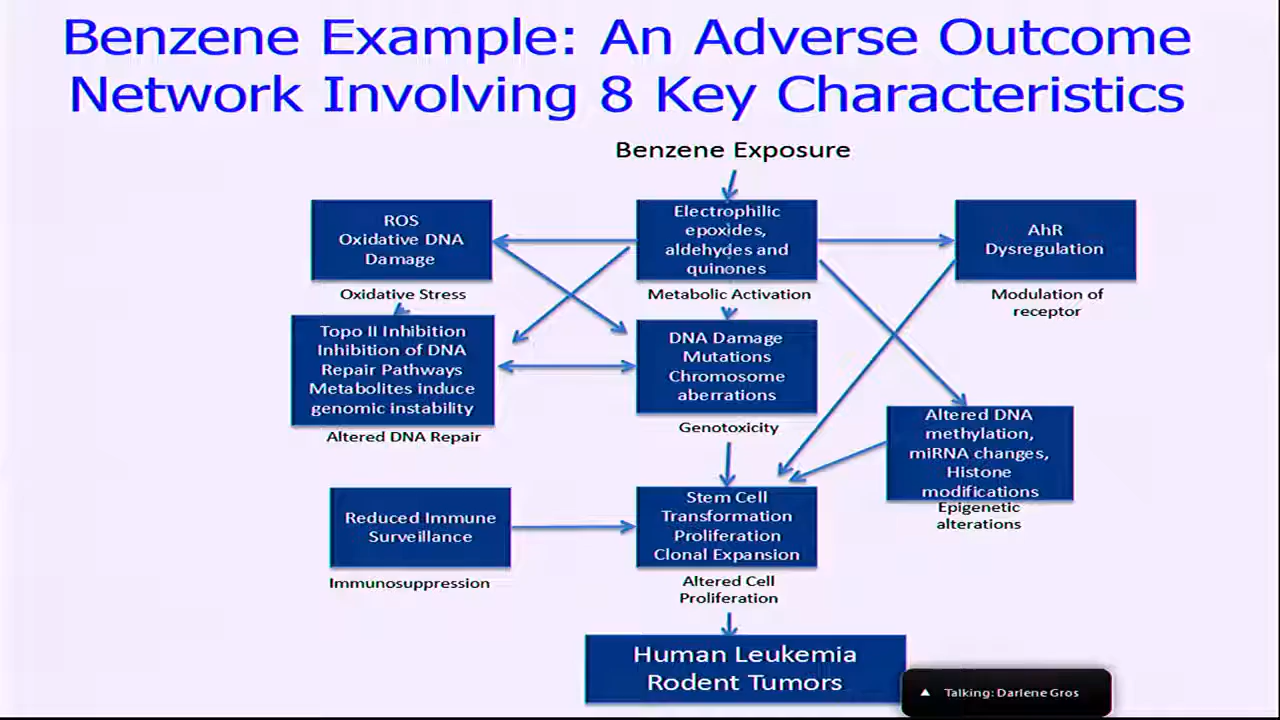 Benzene Example: An Adverse Outcome
Network Involving 8 Key Characteristics
Benzene Exposure
ROS
Oxidative DNA
Damage
Oxidative Stress
Electrophilic
epoxides,
aldehydes and
quinones
Metabolic Activation
AhR
Dysregulation
Modulation of
receptor
Topo II Inhibition
Inhibition of DNA
Repair Pathways
Metabolites induce
genomic instability
Altered DNA Repair
DNA Damage
Mutations
Chromosome
aberrations
Genotoxicity
Altered DNA
methylation,
miRNA changes,
Histone
modifications
Epigenetic
alterations
Reduced Immune
Surveillance
Immunosuppression
Stem Cell
Transformation
Proliferation
Clonal Expansion
Altered Cell
Proliferation
Human Leukemia
Rodent Tumors
Talking: Darlene Gros